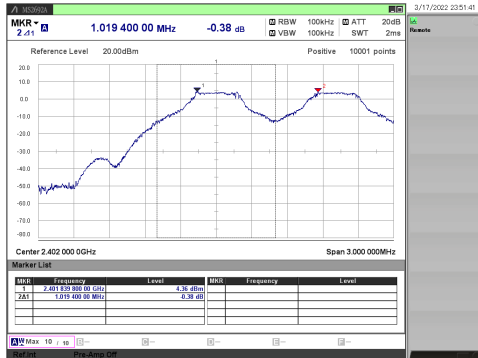 MS2692A
3/17/2022 23:51:41
MKR
2 Δ1
A
1.019 400 00 MHz
-0.38 dB
M RBW 100kHz M ATT 20dB
M VBW 100kHz SWT 2ms
Remote
Reference Level 20.00dBm
Positive 10001 points
20.0
10.0
0.0
-10.0
-20.0
-30.0
-40.0
-50.0
-60.0
-70.0
-80.0
1
1
2
Center 2.402 000 0GHz
Span 3.000 000MHz
Marker List
MKR Frequency Level MKR Frequency Level
1 2.401 839 800 00 GHz 4.36 dBm
2Δ1 1.019 400 00 MHz -0.38 dB
A W Max 10 / 10
Ref.Int Pre-Amp Off